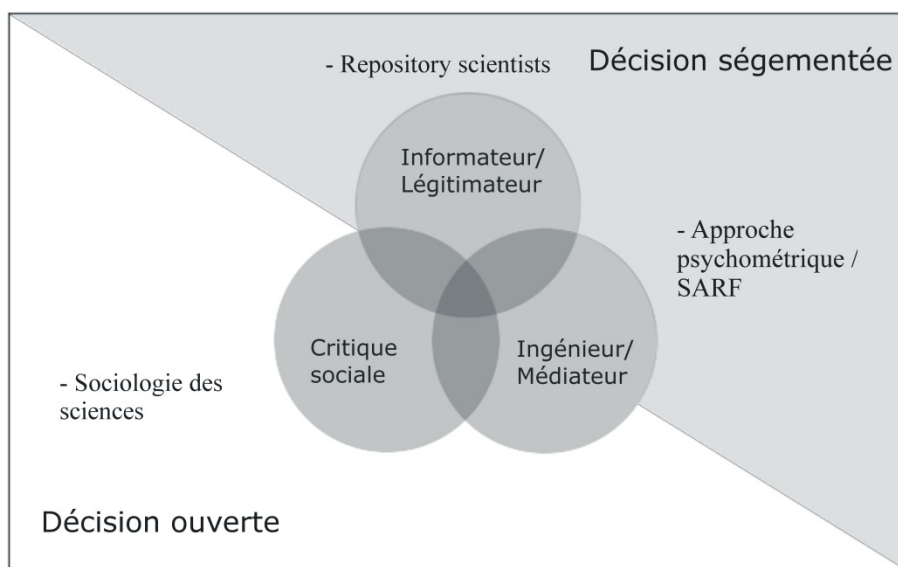 - Repository scientists
Décision ségementée
Informateur/
Légitimateur
- Approche
psychométrique /
SARF
Critique
sociale
Ingénieur/
Médiateur
- Sociologie des
sciences
Décision ouverte